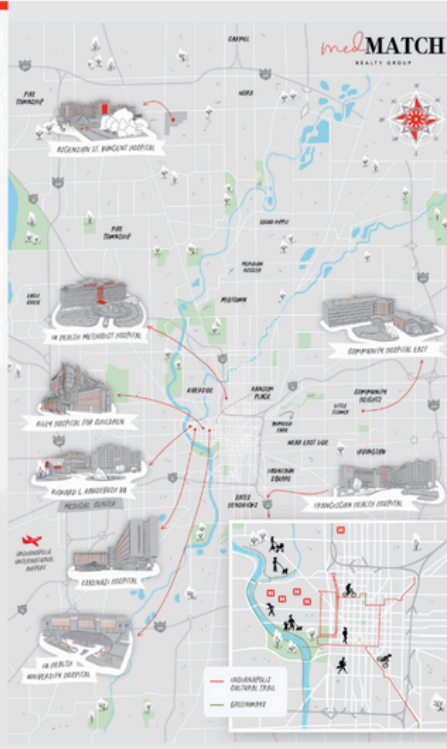 CARMEL
medMATCH
REALTY GROUP
PIKE
TOWNSHIP
NORA
ASCENSION ST. VINCENT HOSPITAL
PIKE
TOWNSHIP
BROAD RIPPLE
MERIDIAN
KESSLER
EAGLE
CREEK
MIDTOWN
IU HEALTH METHODIST HOSPITAL
COMMUNITY HOSPITAL EAST
RIVERSIDE
RANSOM
PLACE
COMMUNITY
HEIGHTS
LITTLE
FLOWER
RILEY HOSPITAL FOR CHILDREN
NEAR EAST SIDE
IRVINGTON
FOUNTAIN
SQUARE
RICHARD L. ROUDEBUSH VA
MEDICAL CENTER
BATES
HENDRICKS
FRANCISCAN HEALTH HOSPITAL
INDIANAPOLIS
INTERNATIONAL
AIRPORT
ESKENAZI HOSPITAL
IU HEALTH
UNIVERSITY HOSPITAL
INDIANAPOLIS
CULTURAL TRAIL
GREENWAYS